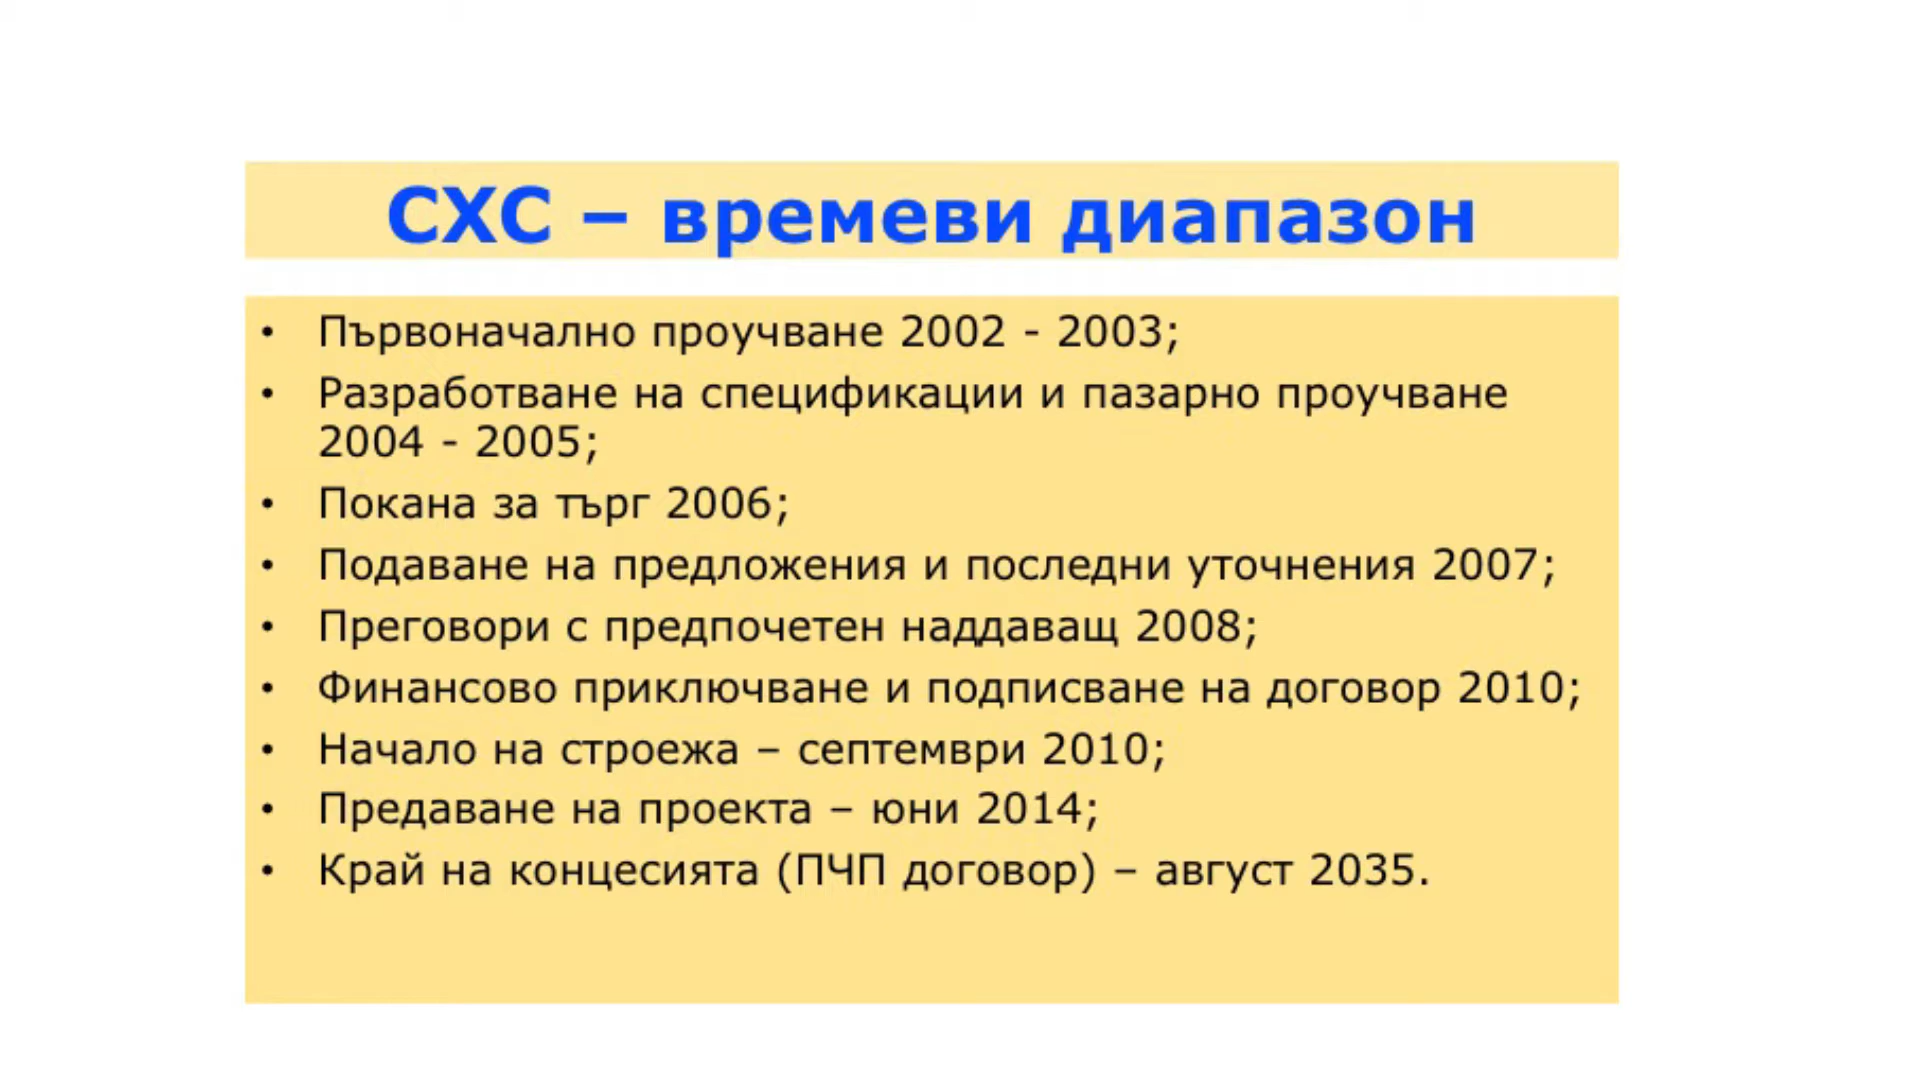 СХС – времеви диапазон
• Първоначално проучване 2002 - 2003;
• Разработване на спецификации и пазарно проучване
2004 - 2005;
• Покана за търг 2006;
• Подаване на предложения и последни уточнения 2007;
• Преговори с предпочетен наддаващ 2008;
• Финансово приключване и подписване на договор 2010;
• Начало на строежа – септември 2010;
• Предаване на проекта – юни 2014;
• Край на концесията (ПЧП договор) – август 2035.